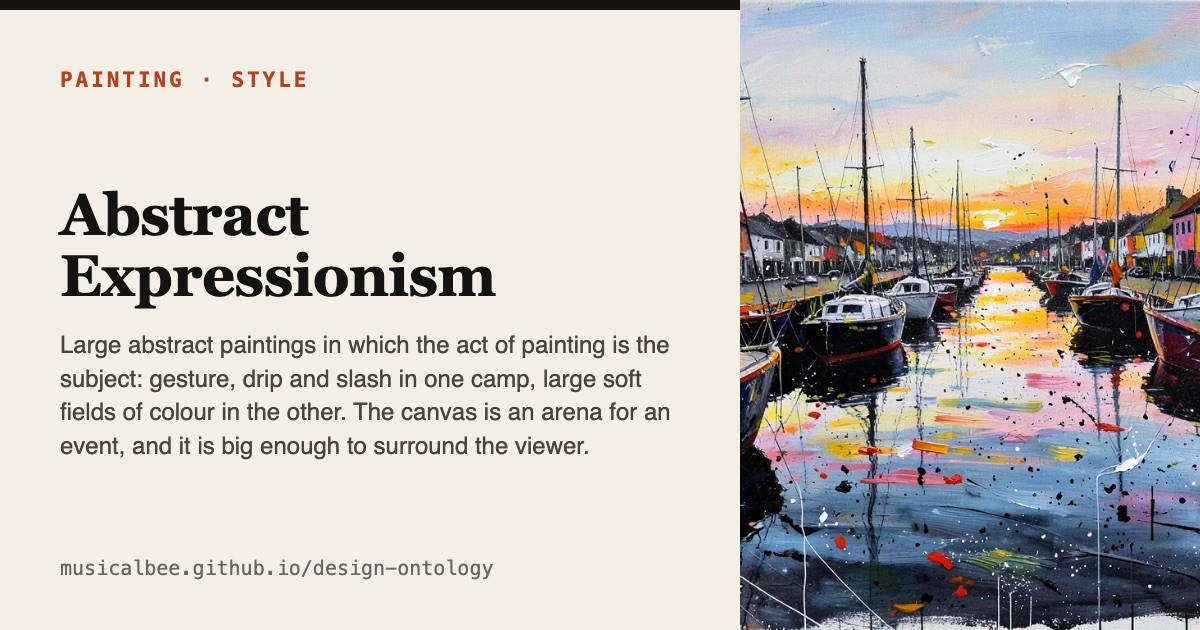 PAINTING · STYLE
Abstract
Expressionism
Large abstract paintings in which the act of painting is the
subject: gesture, drip and slash in one camp, large soft
fields of colour in the other. The canvas is an arena for an
event, and it is big enough to surround the viewer.
musicalbee.github.io/design-ontology